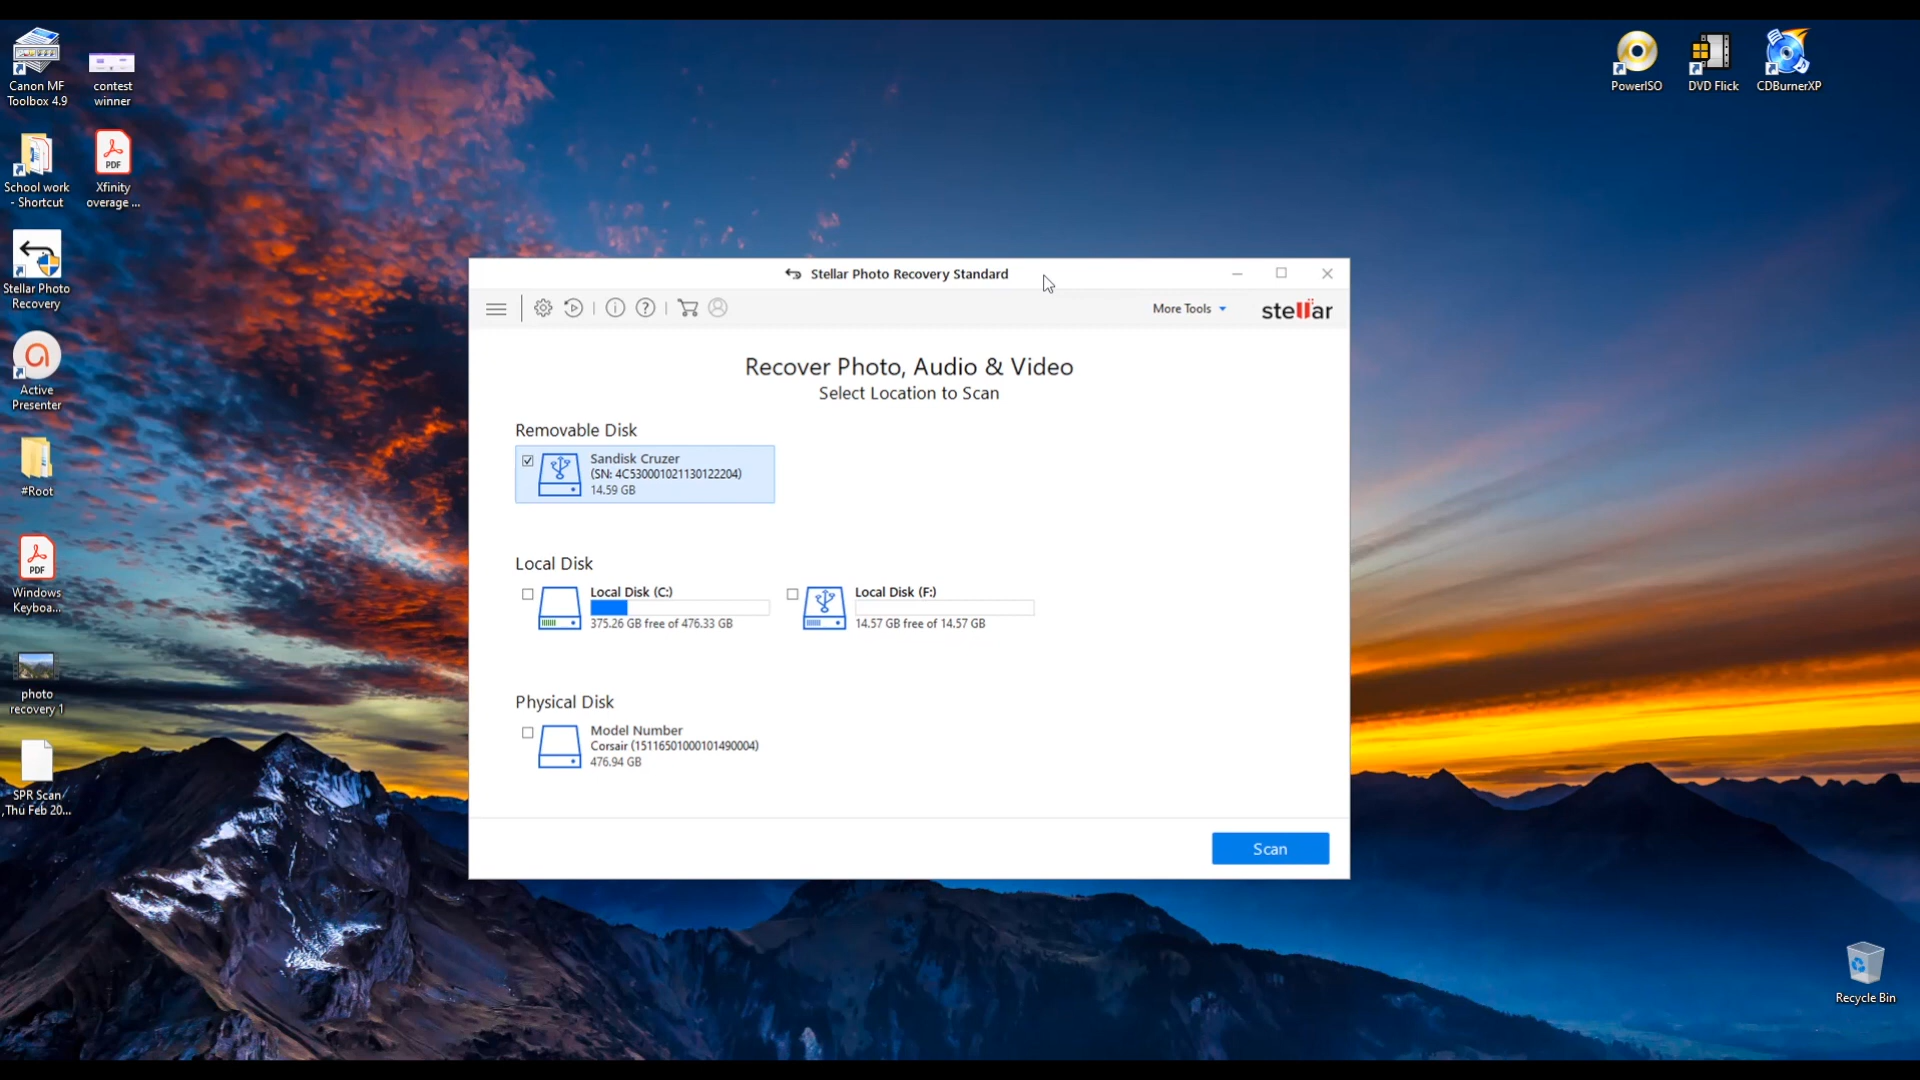 Canon MF
Toolbox 4.9
contest
winner
School work
- Shortcut
PDF
Xfinity
overage ...
Stellar Photo
Recovery
Active
Presenter
#Root
PDF
Windows
Keyboa...
photo
recovery 1
SPR Scan
,Thu Feb 20...
PowerISO
DVD Flick
CDBurnerXP
Stellar Photo Recovery Standard
More Tools
stellar
Recover Photo, Audio & Video
Select Location to Scan
Removable Disk
Sandisk Cruzer
(SN: 4C530001021130122204)
14.59 GB
Local Disk
Local Disk (C:)
375.26 GB free of 476.33 GB
Local Disk (F:)
14.57 GB free of 14.57 GB
Physical Disk
Model Number
Corsair (15116501000101490004)
476.94 GB
Scan
Recycle Bin